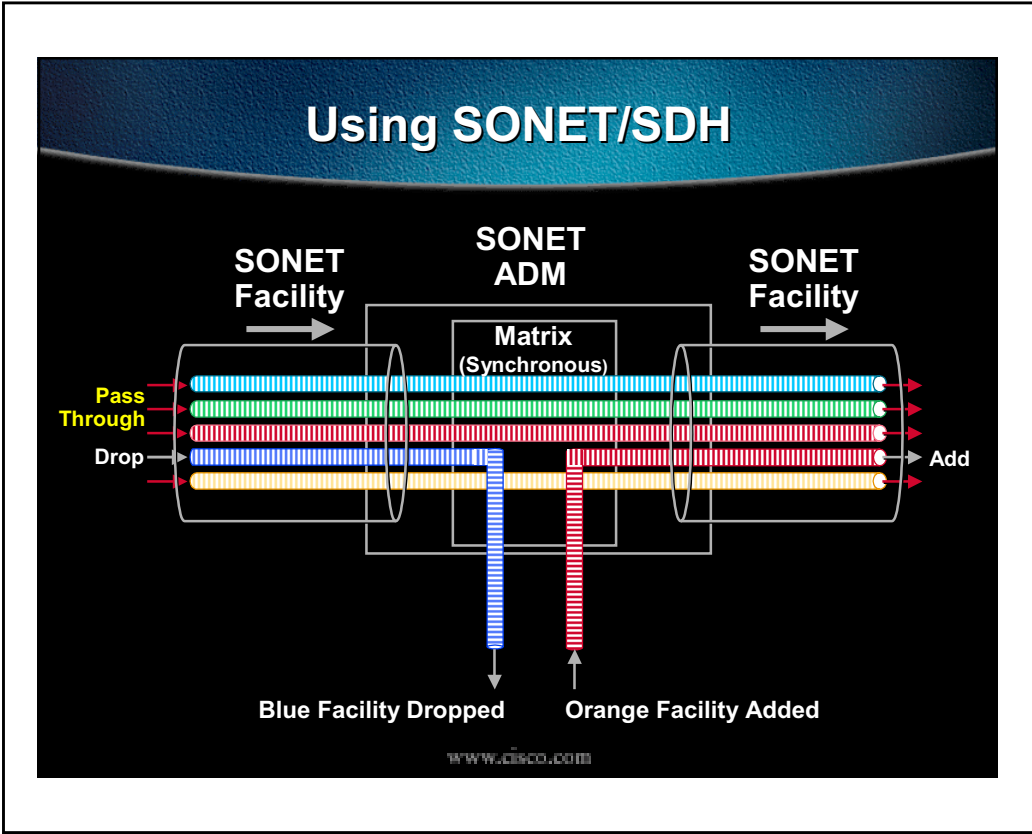 Using SONET/SDH
SONET
Facility
SONET
ADM
SONET
Facility
Matrix
(Synchronous)
Pass
Through
Drop
Add
Blue Facility Dropped
Orange Facility Added
www.cisco.com